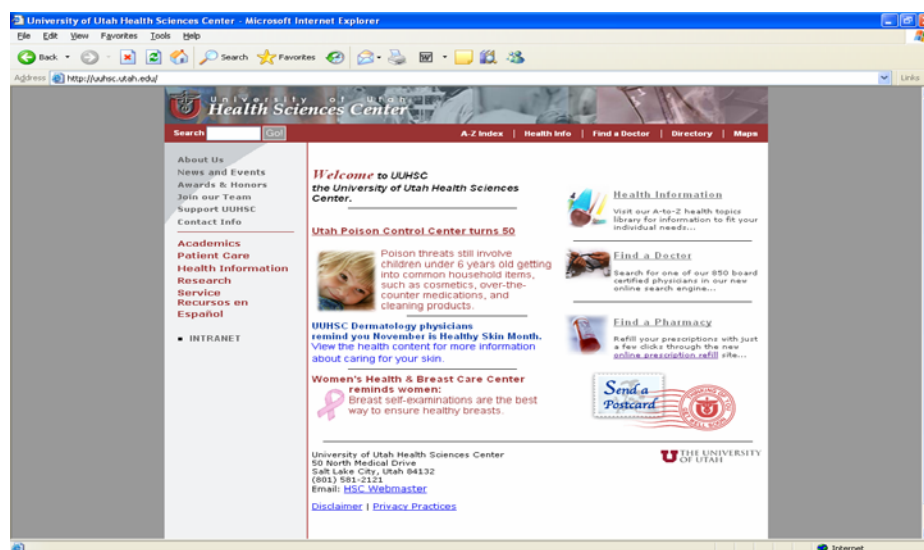 University of Utah Health Sciences Center - Microsoft Internet Explorer
File Edit View Favorites Tools Help
Back Search Favorites
Address http://uuhsc.utah.edu/ Links
University of Utah
Health Sciences Center
Search Go! A-Z Index | Health Info | Find a Doctor | Directory | Maps
About Us
News and Events
Awards & Honors
Join our Team
Support UUHSC
Contact Info
Academics
Patient Care
Health Information
Research
Service
Recursos en
Español
INTRANET
Welcome to UUHSC
the University of Utah Health Sciences
Center.
Utah Poison Control Center turns 50
Poison threats still involve
children under 6 years old getting
into common household items,
such as cosmetics, over-the-
counter medications, and
cleaning products.
UUHSC Dermatology physicians
remind you November is Healthy Skin Month.
View the health content for more information
about caring for your skin.
Women's Health & Breast Care Center
reminds women:
Breast self-examinations are the best
way to ensure healthy breasts.
Health Information
Visit our A-to-Z health topics
library for information to fit your
individual needs...
Find a Doctor
Search for one of our 850 board
certified physicians in our new
online search engine...
Find a Pharmacy
Refill your prescriptions with just
a few clicks through the new
online prescription refill site...
Send a
Postcard
THINKING OF YOU
GET WELL SOON
University of Utah Health Sciences Center
50 North Medical Drive
Salt Lake City, Utah 84132
(801) 581-2121
Email: HSC Webmaster
Disclaimer | Privacy Practices
THE UNIVERSITY
OF UTAH
Internet